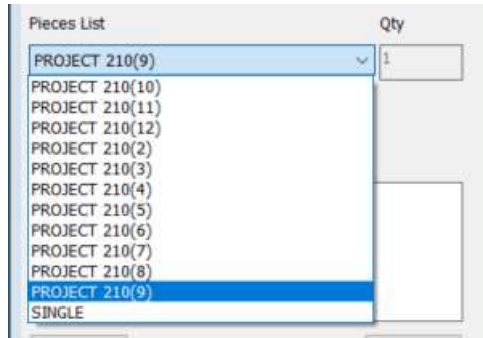 Pieces List Qty
PROJECT 210(9) 1
PROJECT 210(10)
PROJECT 210(11)
PROJECT 210(12)
PROJECT 210(2)
PROJECT 210(3)
PROJECT 210(4)
PROJECT 210(5)
PROJECT 210(6)
PROJECT 210(7)
PROJECT 210(8)
PROJECT 210(9)
SINGLE